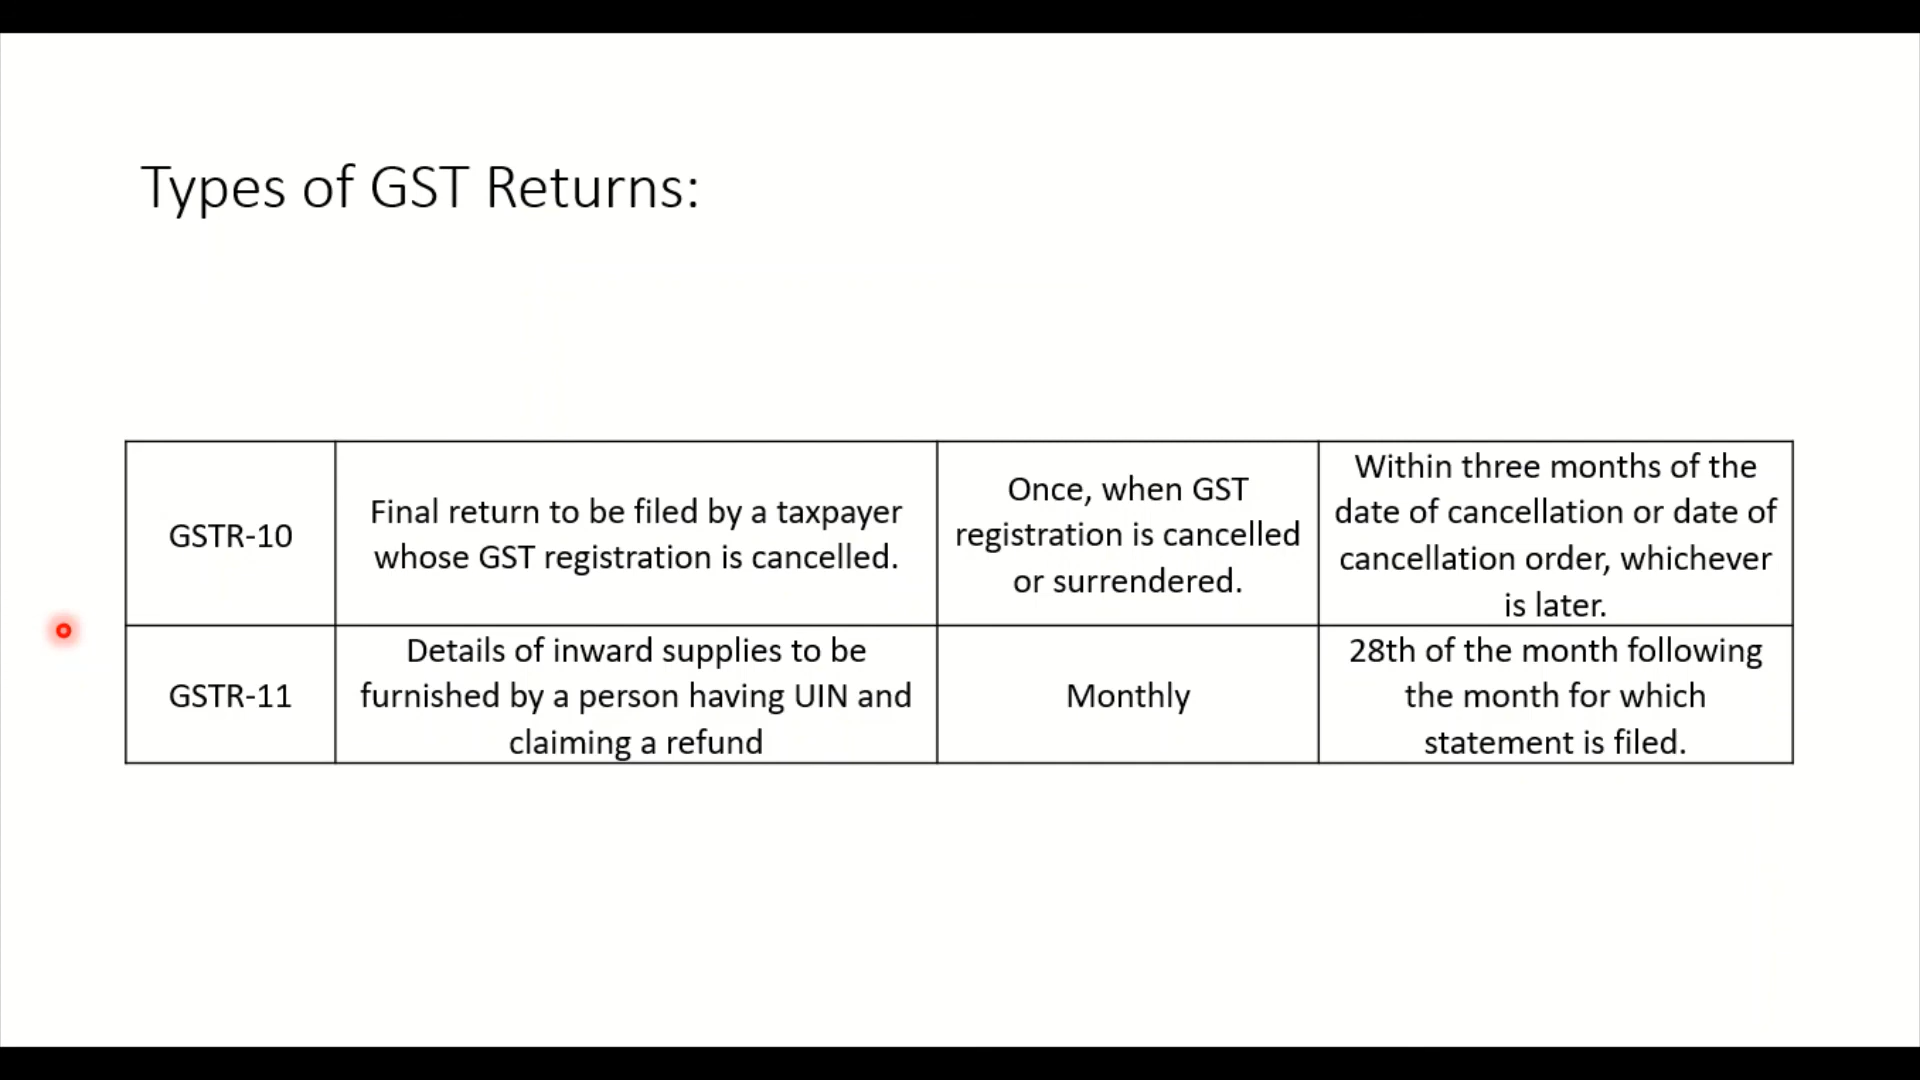 Types of GST Returns:
GSTR-10
Final return to be filed by a taxpayer
whose GST registration is cancelled.
Once, when GST
registration is cancelled
or surrendered.
Within three months of the
date of cancellation or date of
cancellation order, whichever
is later.
GSTR-11
Details of inward supplies to be
furnished by a person having UIN and
claiming a refund
Monthly
28th of the month following
the month for which
statement is filed.